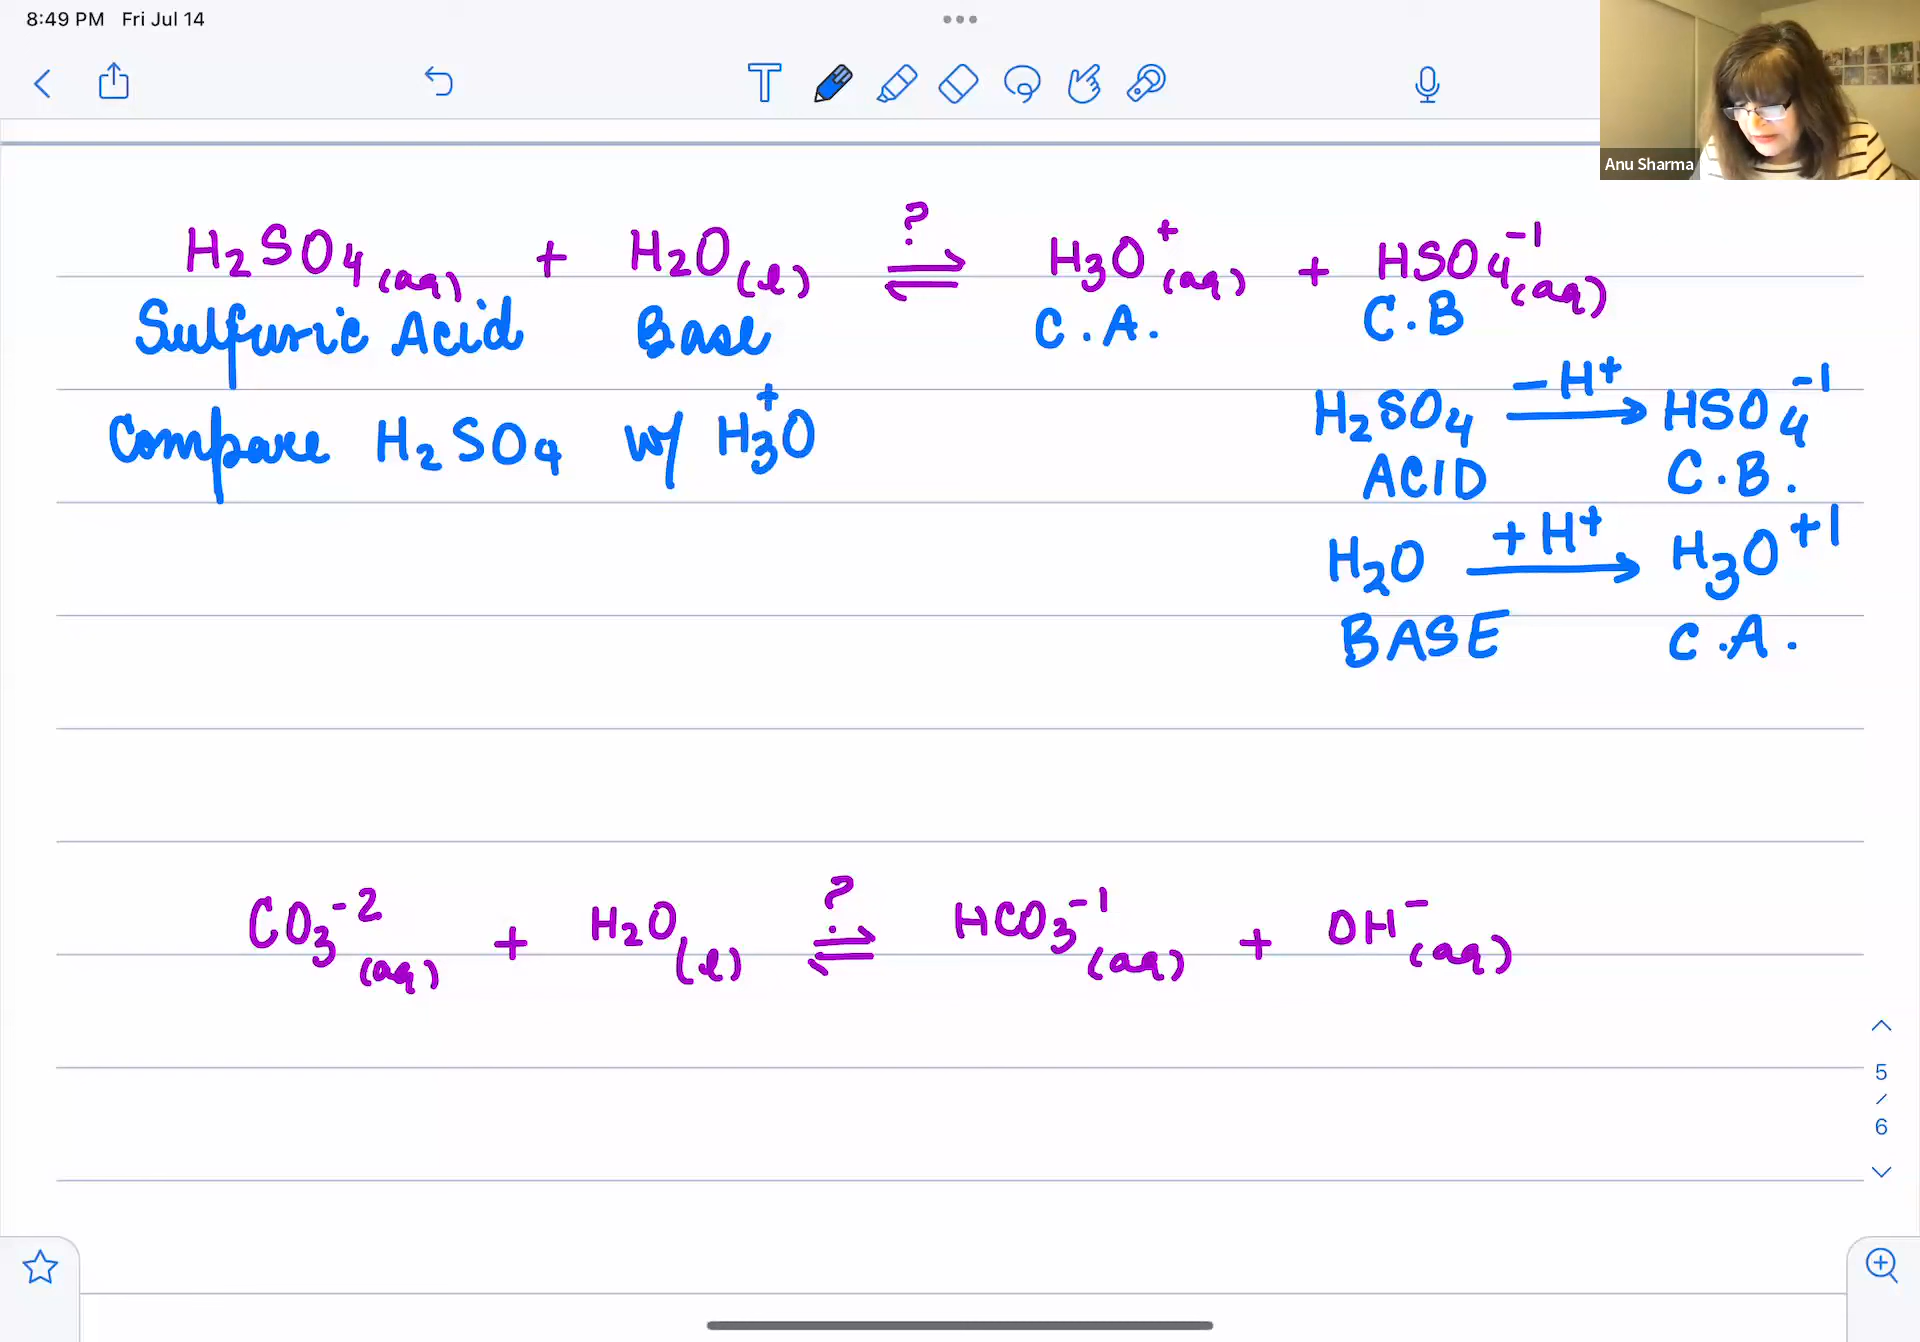 8:49 PM Fri Jul 14
Anu Sharma
?
H₂SO₄(aq) + H₂O(l) ⇌ H₃O⁺(aq) + HSO₄⁻¹(aq)
Sulfuric Acid Base C.A. C.B
Compare H₂SO₄ w/ H₃O⁺
H₂SO₄ —H⁺→ HSO₄⁻¹
ACID C.B.
H₂O +H⁺→ H₃O⁺¹
BASE C.A.
?
CO₃⁻²(aq) + H₂O(l) ⇌ HCO₃⁻¹(aq) + OH⁻(aq)
5
/
6